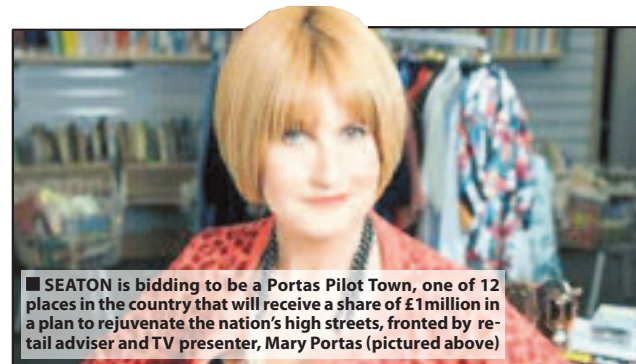 ■ SEATON is bidding to be a Portas Pilot Town, one of 12
places in the country that will receive a share of £1million in
a plan to rejuvenate the nation's high streets, fronted by re-
tail adviser and TV presenter, Mary Portas (pictured above)